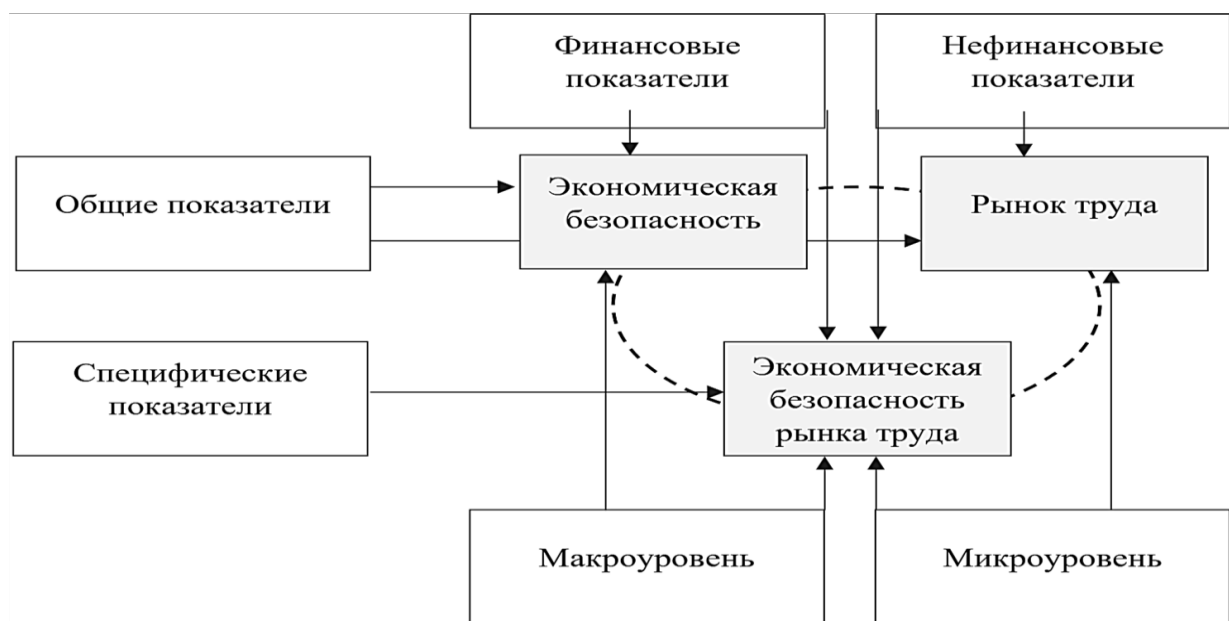 Финансовые
показатели
Нефинансовые
показатели
Общие показатели
Экономическая
безопасность
Рынок труда
Специфические
показатели
Экономическая
безопасность
рынка труда
Макроуровень
Микроуровень